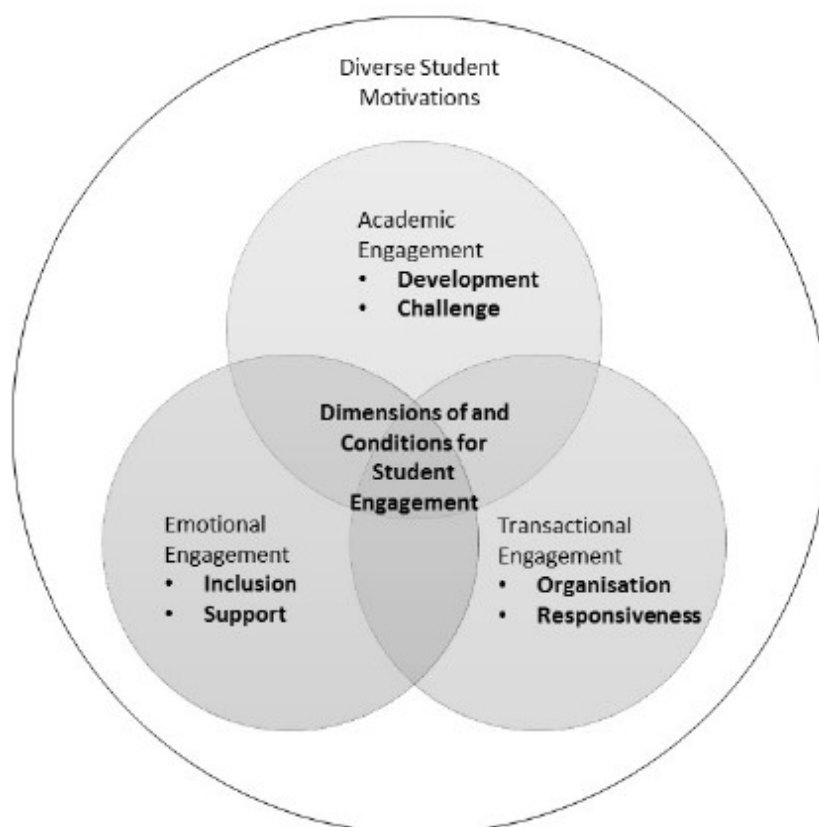 Diverse Student
Motivations
Academic
Engagement
• Development
• Challenge
Dimensions of and
Conditions for
Student
Engagement
Emotional
Engagement
• Inclusion
• Support
Transactional
Engagement
• Organisation
• Responsiveness